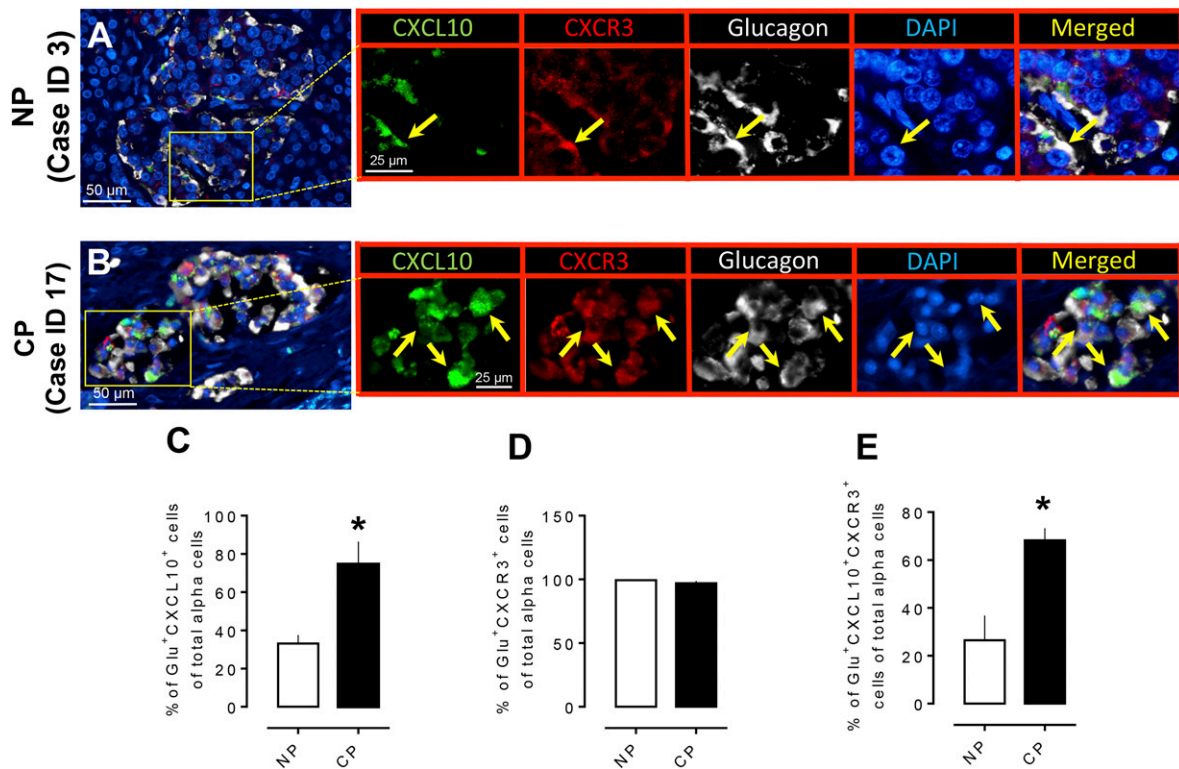 NP
(Case ID 3)
A
50 µm
CXCL10
CXCR3
Glucagon
DAPI
Merged
25 µm
CP
(Case ID 17)
B
50 µm
CXCL10
CXCR3
Glucagon
DAPI
Merged
25 µm
C
% of Glu+CXCL10+ cells
of total alpha cells
100
80
60
40
20
0
*
NP
CP
D
% of Glu+CXCR3+ cells
of total alpha cells
150
100
50
0
NP
CP
E
% of Glu+CXCL10+CXCR3+
cells of total alpha cells
80
60
40
20
0
*
NP
CP